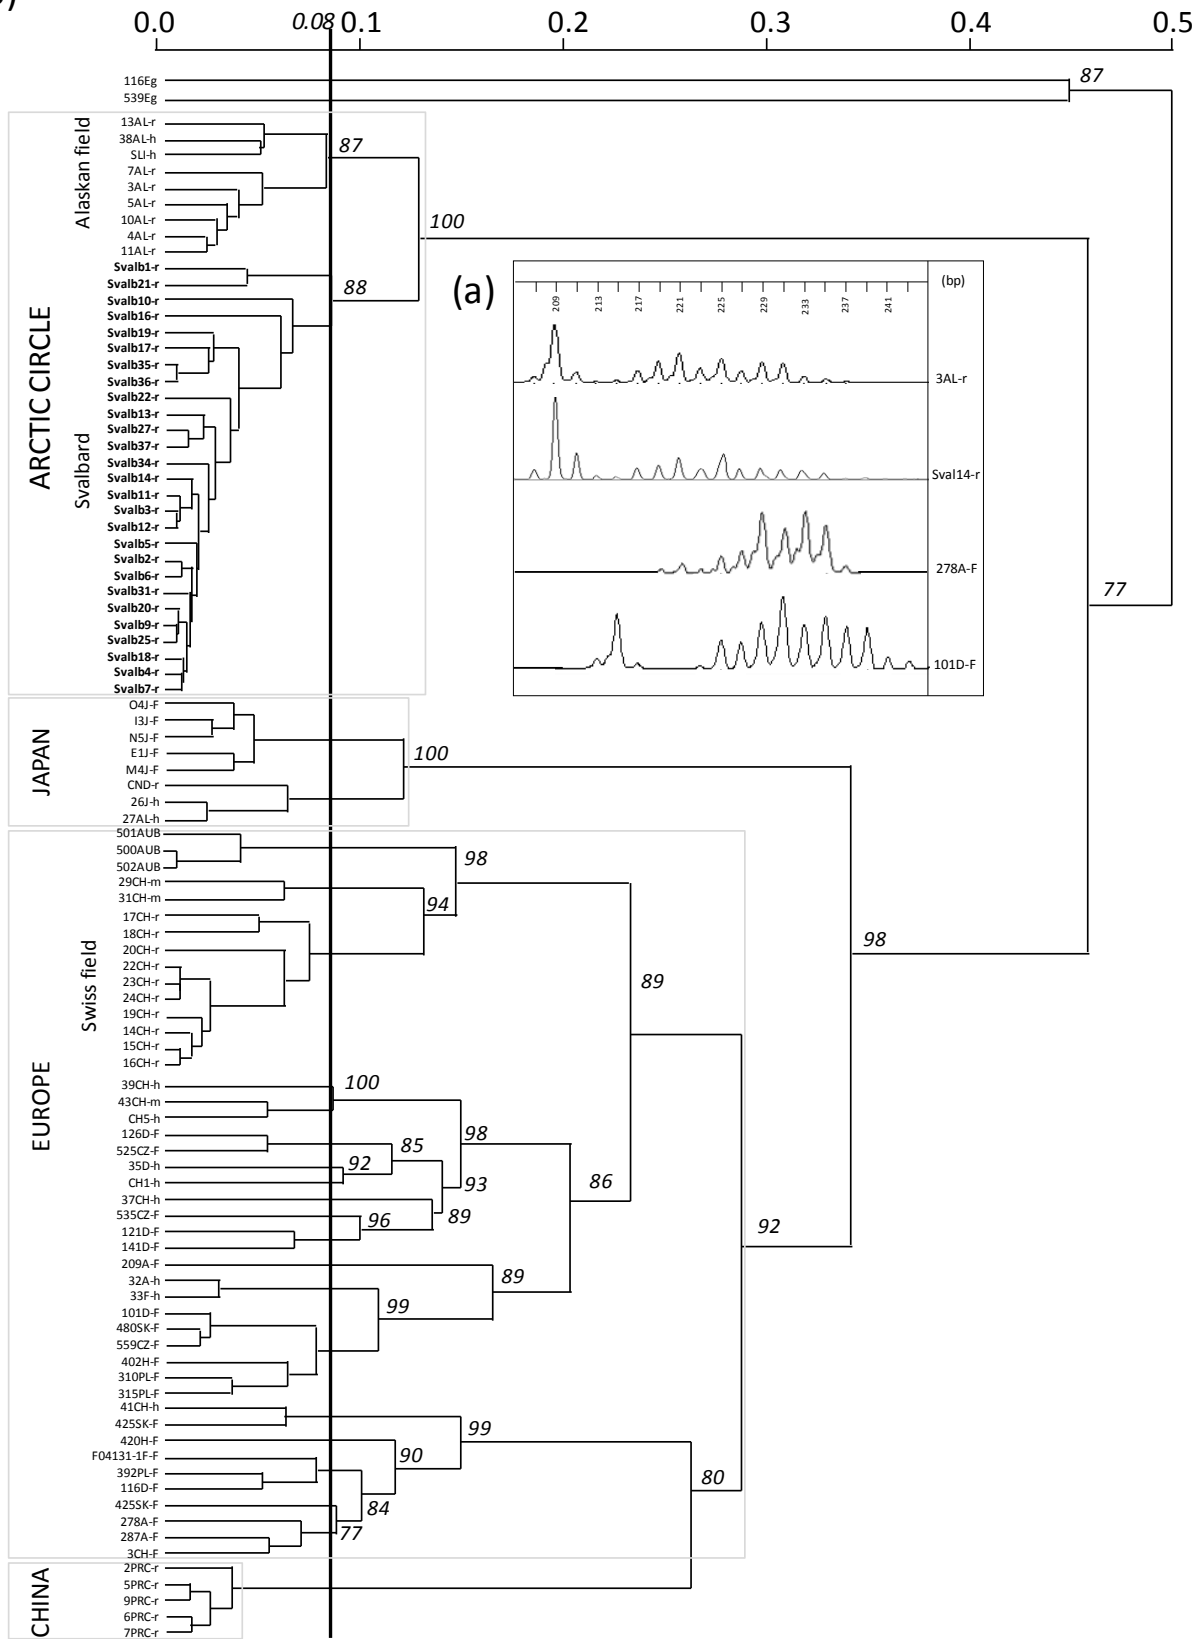 0.0 0.08 0.1 0.2 0.3 0.4 0.5
116Eg
87
539Eg
ARCTIC CIRCLE
Alaskan field
13AL-r
38AL-h
SLI-h
87
7AL-r
3AL-r
5AL-r
10AL-r
4AL-r
11AL-r
100
Svalbard
Svalb1-r
Svalb21-r
88
Svalb10-r
Svalb16-r
Svalb19-r
Svalb17-r
Svalb35-r
Svalb36-r
Svalb22-r
Svalb13-r
Svalb27-r
Svalb37-r
Svalb34-r
Svalb14-r
Svalb11-r
Svalb3-r
Svalb12-r
Svalb5-r
Svalb2-r
Svalb6-r
Svalb31-r
Svalb20-r
Svalb9-r
Svalb25-r
Svalb18-r
Svalb4-r
Svalb7-r
(a)
(bp)
209 213 217 221 225 229 233 237 241
3AL-r
Sval14-r
278A-F
101D-F
77
JAPAN
O4J-F
I3J-F
N5J-F
E1J-F
M4J-F
100
CND-r
26J-h
27AL-h
EUROPE
Swiss field
501AUB
500AUB
502AUB
98
29CH-m
31CH-m
94
17CH-r
18CH-r
20CH-r
22CH-r
23CH-r
24CH-r
19CH-r
14CH-r
15CH-r
16CH-r
98
89
39CH-h
100
43CH-m
CH5-h
126D-F
98
525CZ-F
85
35D-h
92
CH1-h
93
86
37CH-h
535CZ-F
96
89
121D-F
141D-F
92
209A-F
32A-h
89
33F-h
101D-F
99
480SK-F
559CZ-F
402H-F
310PL-F
315PL-F
41CH-h
425SK-F
99
420H-F
F04131-1F-F
90
392PL-F
80
116D-F
425SK-F
84
278A-F
287A-F
77
3CH-F
CHINA
2PRC-r
5PRC-r
9PRC-r
6PRC-r
7PRC-r